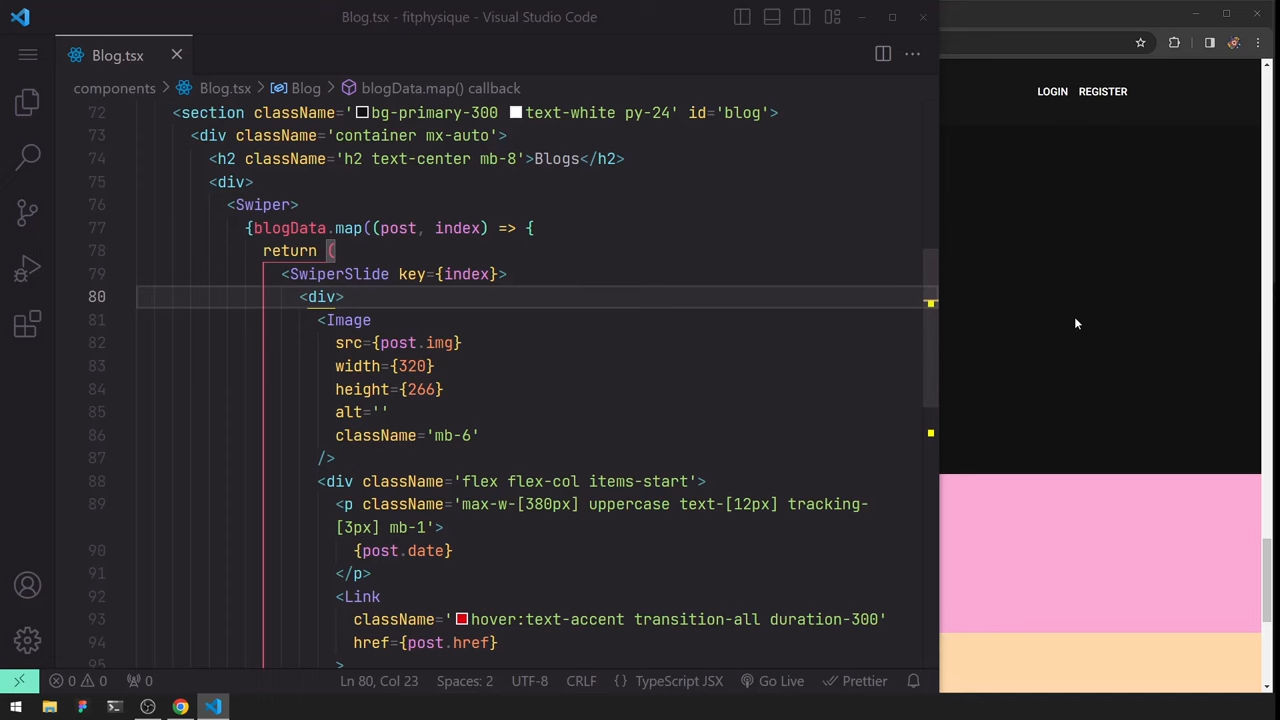 Blog.tsx - fitphysique - Visual Studio Code
Blog.tsx
components > Blog.tsx > Blog > blogData.map() callback
72 <section className='bg-primary-300 text-white py-24' id='blog'>
73 <div className='container mx-auto'>
74 <h2 className='h2 text-center mb-8'>Blogs</h2>
75 <div>
76 <Swiper>
77 {blogData.map((post, index) => {
78 return (
79 <SwiperSlide key={index}>
80 <div>
81 <Image
82 src={post.img}
83 width={320}
84 height={266}
85 alt=''
86 className='mb-6'
87 />
88 <div className='flex flex-col items-start'>
89 <p className='max-w-[380px] uppercase text-[12px] tracking-
[3px] mb-1'>
90 {post.date}
91 </p>
92 <Link
93 className='hover:text-accent transition-all duration-300'
94 href={post.href}
95 >
0 0 0 Ln 80, Col 23 Spaces: 2 UTF-8 CRLF {} TypeScript JSX Go Live Prettier
LOGIN REGISTER